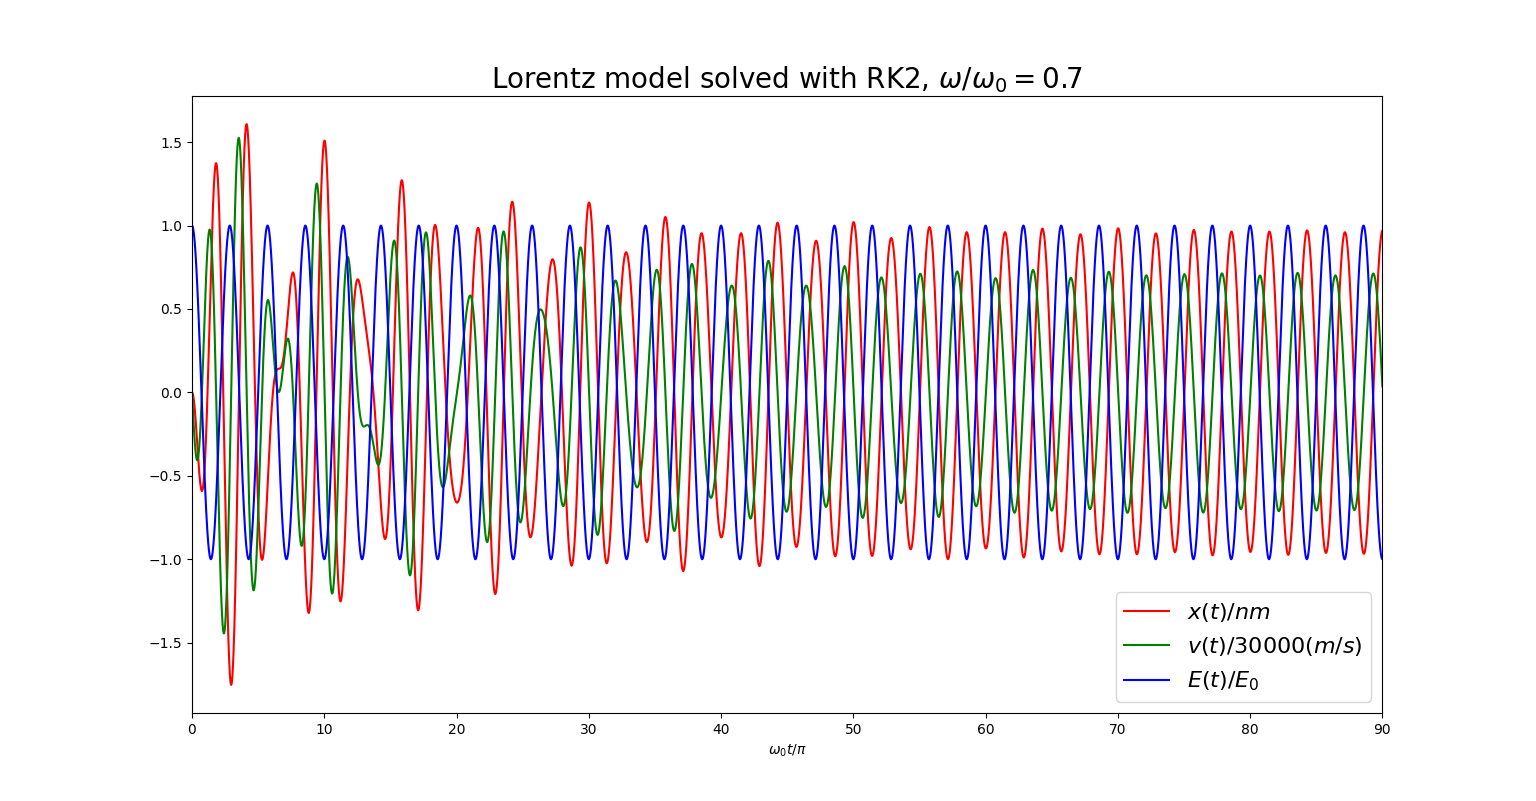 Lorentz model solved with RK2, ω/ω₀ = 0.7
1.5
1.0
0.5
0.0
−0.5
−1.0
−1.5
0 10 20 30 40 50 60 70 80 90
ω₀t/π
x(t)/nm
v(t)/30000(m/s)
E(t)/E₀